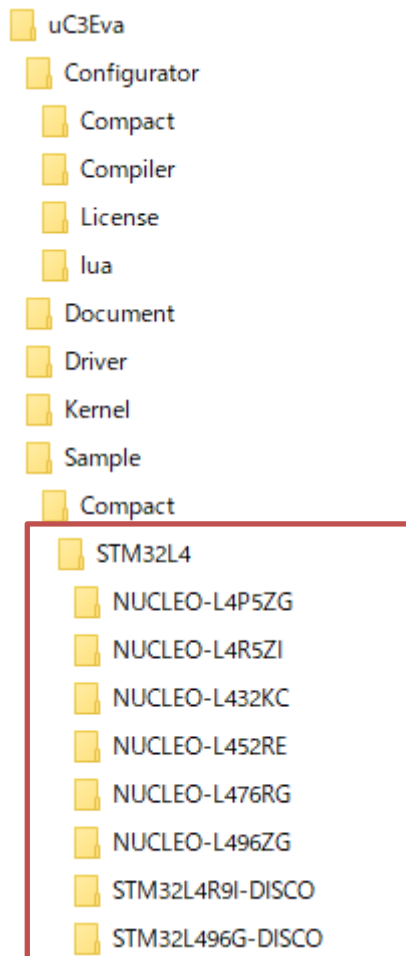 uC3Eva
Configurator
Compact
Compiler
License
lua
Document
Driver
Kernel
Sample
Compact
STM32L4
NUCLEO-L4P5ZG
NUCLEO-L4R5ZI
NUCLEO-L432KC
NUCLEO-L452RE
NUCLEO-L476RG
NUCLEO-L496ZG
STM32L4R9I-DISCO
STM32L496G-DISCO